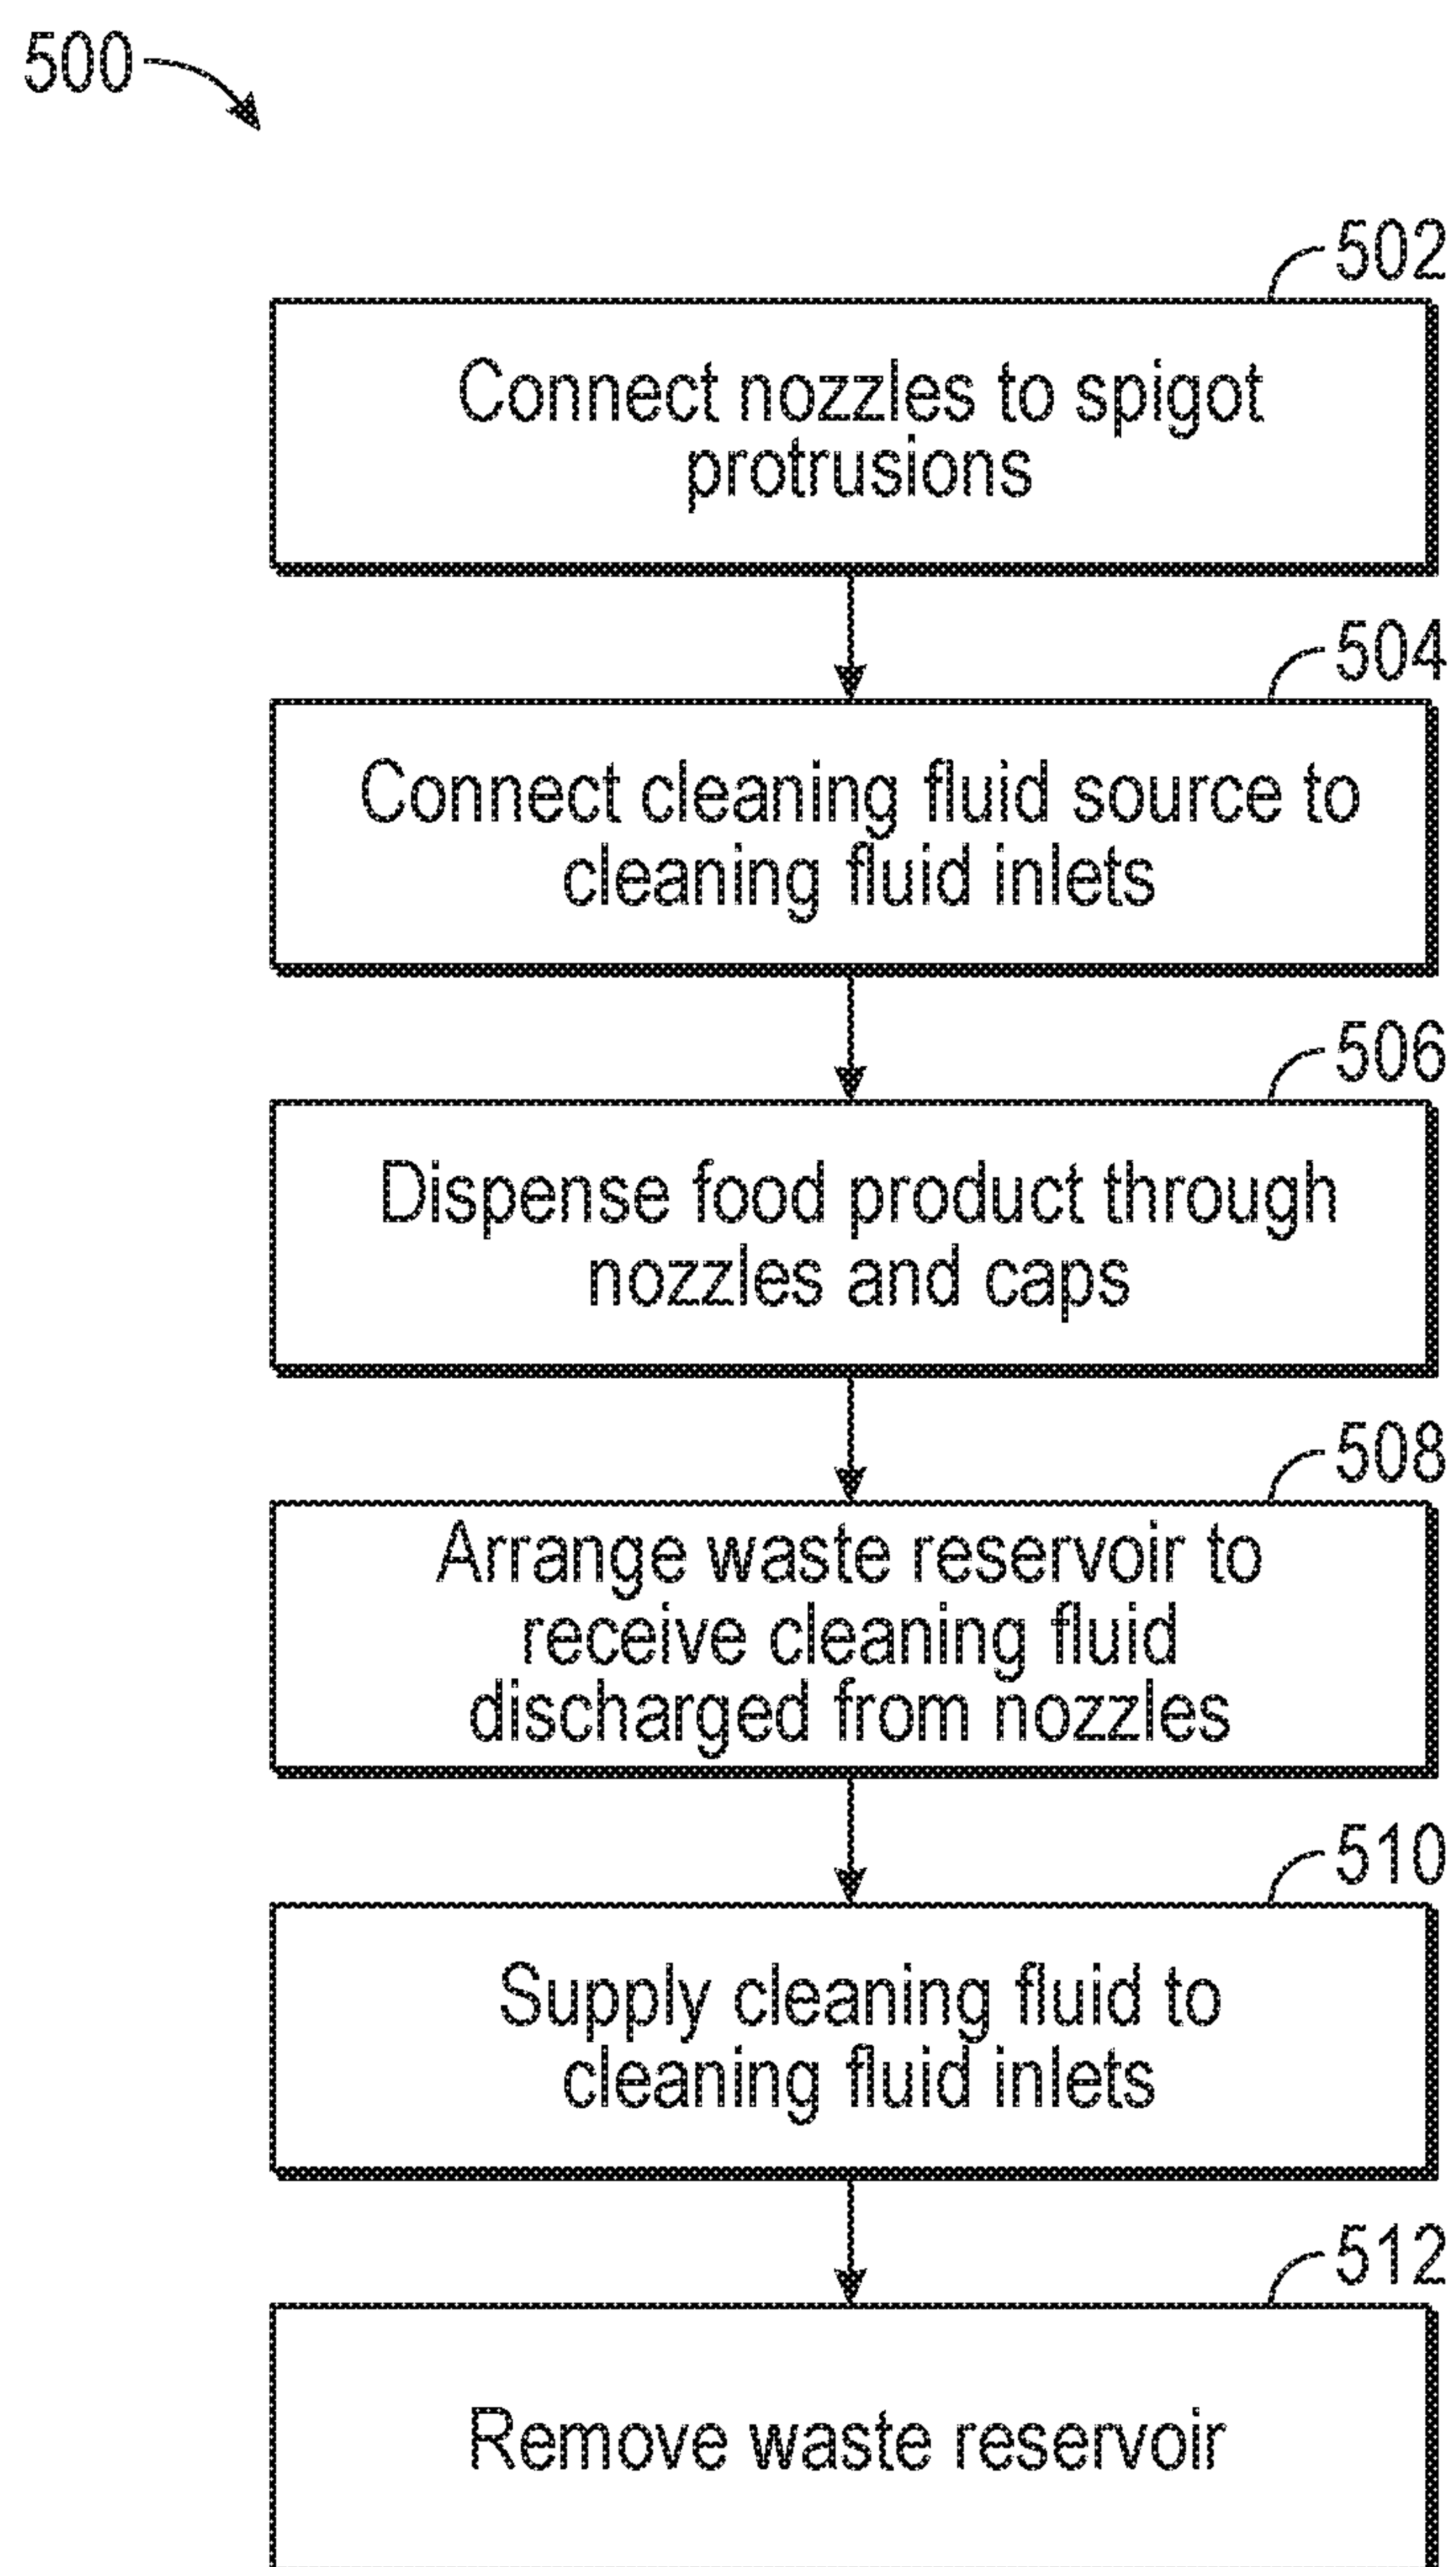 500
502
Connect nozzles to spigot
protrusions
504
Connect cleaning fluid source to
cleaning fluid inlets
506
Dispense food product through
nozzles and caps
508
Arrange waste reservoir to
receive cleaning fluid
discharged from nozzles
510
Supply cleaning fluid to
cleaning fluid inlets
512
Remove waste reservoir